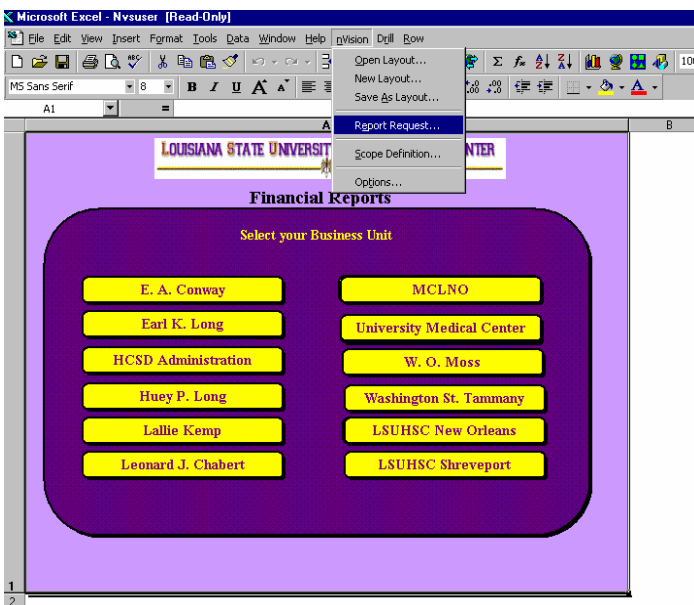 Microsoft Excel - Nvsuser [Read-Only]
File Edit View Insert Format Tools Data Window Help nVision Drill Row
Open Layout...
New Layout...
Save As Layout...
Report Request...
Scope Definition...
Options...
MS Sans Serif 8 B I U A A
A1 =
A B
LOUISIANA STATE UNIVERSIT NTER
Financial Reports
Select your Business Unit
E. A. Conway MCLNO
Earl K. Long University Medical Center
HCSD Administration W. O. Moss
Huey P. Long Washington St. Tammany
Lallie Kemp LSUHSC New Orleans
Leonard J. Chabert LSUHSC Shreveport
1
2